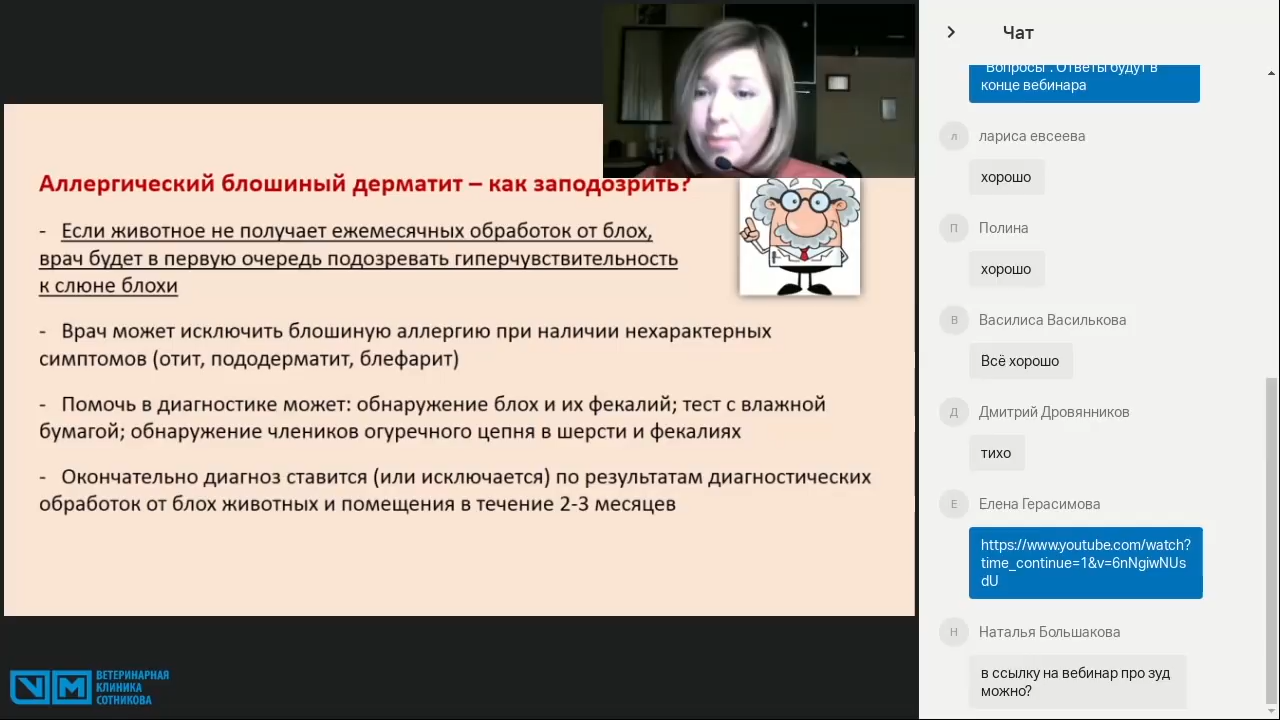 Аллергический блошиный дерматит – как заподозрить?
- Если животное не получает ежемесячных обработок от блох,
врач будет в первую очередь подозревать гиперчувствительность
к слюне блохи
- Врач может исключить блошиную аллергию при наличии нехарактерных
симптомов (отит, пододерматит, блефарит)
- Помочь в диагностике может: обнаружение блох и их фекалий; тест с влажной
бумагой; обнаружение члеников огуречного цепня в шерсти и фекалиях
- Окончательно диагноз ставится (или исключается) по результатам диагностических
обработок от блох животных и помещения в течение 2-3 месяцев
VM
ВЕТЕРИНАРНАЯ
КЛИНИКА
СОТНИКОВА
Чат
"Вопросы". Ответы будут в
конце вебинара
л
лариса евсеева
хорошо
П
Полина
хорошо
В
Василиса Василькова
Всё хорошо
Д
Дмитрий Дровянников
тихо
Е
Елена Герасимова
https://www.youtube.com/watch?
time_continue=1&v=6nNgiwNUs
dU
Н
Наталья Большакова
в ссылку на вебинар про зуд
можно?